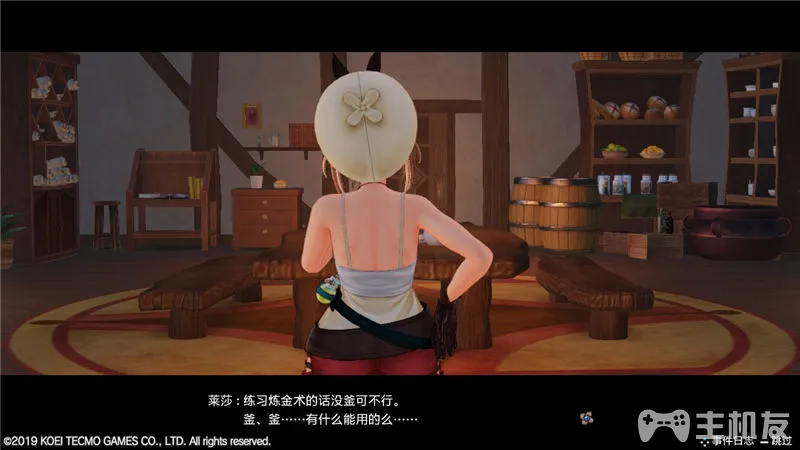 莱莎：练习炼金术的话没釜可不行。
釜、釜……有什么能用的么……
主机友
事件日志 跳过
©2019 KOEI TECMO GAMES CO., LTD. All rights reserved.